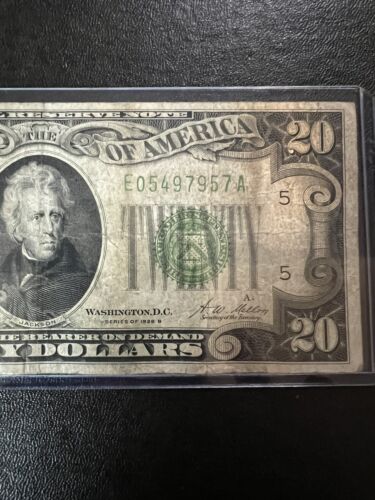 RESERVE NOTE
THE
OF AMERICA
20
E05497957A
5
5
A
WASHINGTON, D.C.
A.W. Mellon
SERIES OF 1928 B
Secretary of the Treasury
JACKSON
20
THE BEARER ON DEMAND
Y DOLLARS